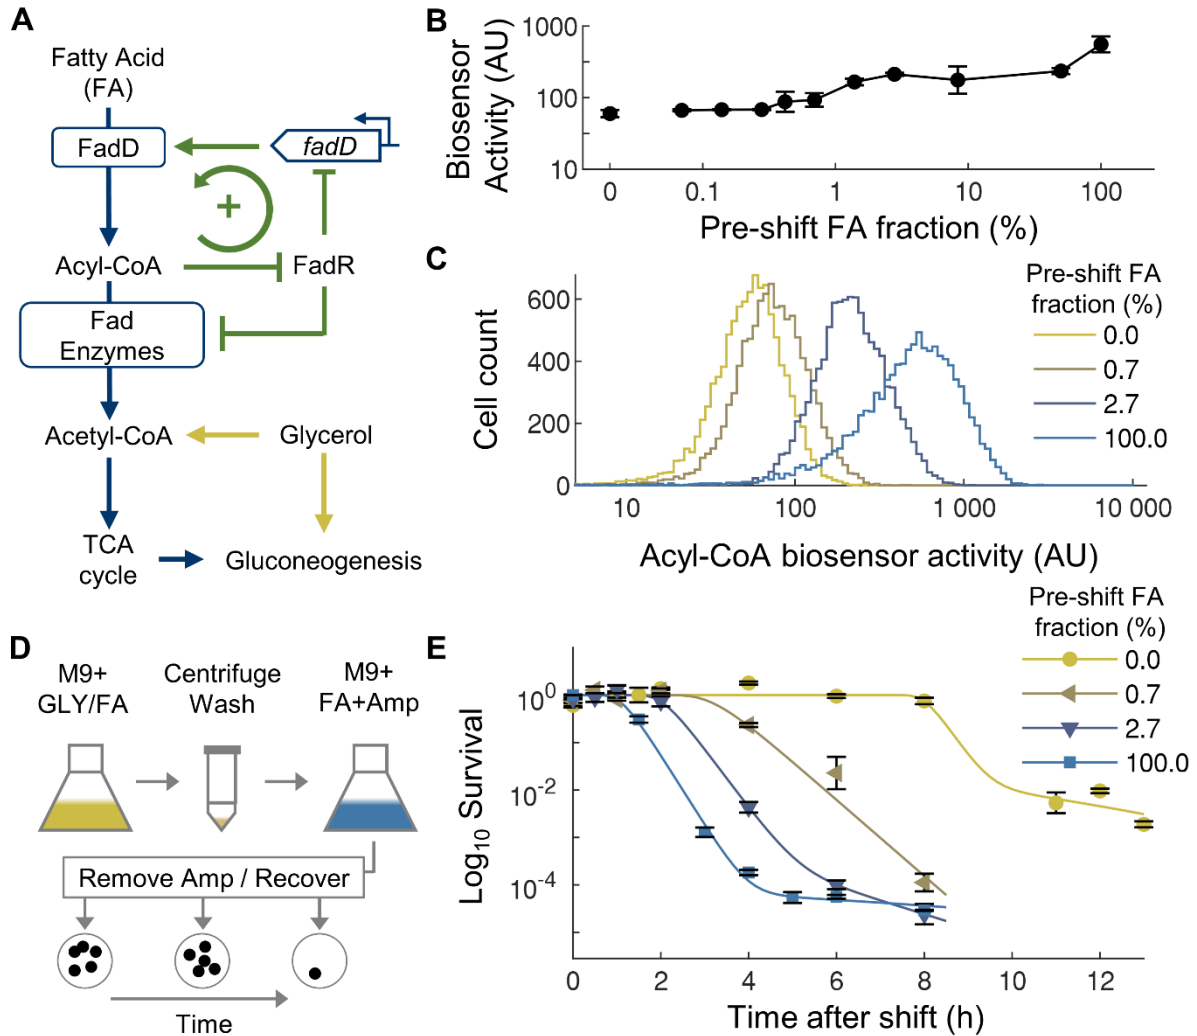 A
Fatty Acid
(FA)
FadD
fadD
+
Acyl-CoA
FadR
Fad
Enzymes
Acetyl-CoA
Glycerol
TCA
cycle
Gluconeogenesis
B
Biosensor
Activity (AU)
1000
100
10
0
0.1
1
10
100
Pre-shift FA fraction (%)
C
Cell count
600
400
200
0
10
100
1 000
10 000
Acyl-CoA biosensor activity (AU)
Pre-shift FA
fraction (%)
0.0
0.7
2.7
100.0
D
M9+
GLY/FA
Centrifuge
Wash
M9+
FA+Amp
Remove Amp / Recover
Time
E
Pre-shift FA
fraction (%)
0.0
0.7
2.7
100.0
Log₁₀ Survival
10⁰
10⁻²
10⁻⁴
0
2
4
6
8
10
12
Time after shift (h)